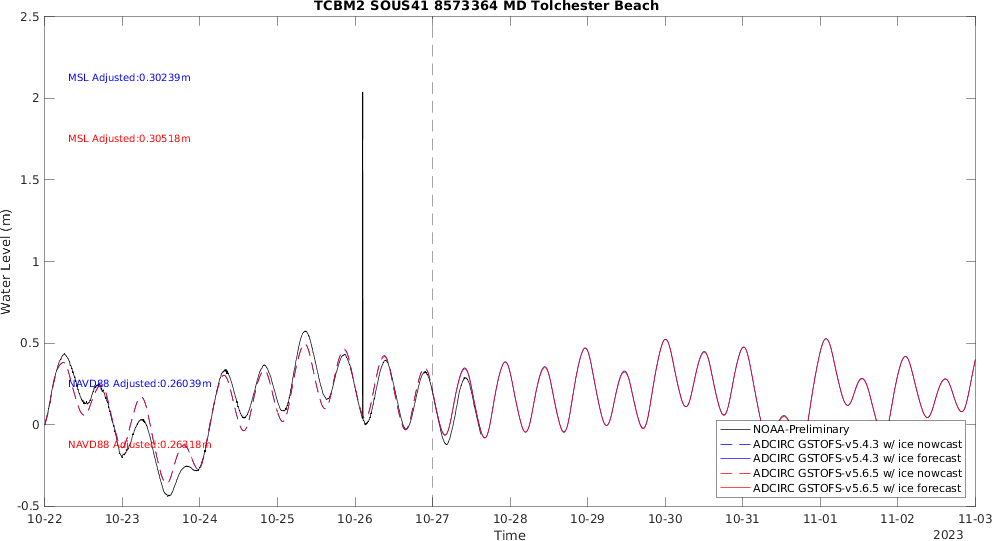 TCBM2 SOUS41 8573364 MD Tolchester Beach
2.5
MSL Adjusted:0.30239m
2
MSL Adjusted:0.30518m
1.5
Water Level (m)
1
0.5
NAVD88 Adjusted:0.26039m
0
NAVD88 Adjusted:0.26118m
NOAA-Preliminary
ADCIRC GSTOFS-v5.4.3 w/ ice nowcast
ADCIRC GSTOFS-v5.4.3 w/ ice forecast
ADCIRC GSTOFS-v5.6.5 w/ ice nowcast
ADCIRC GSTOFS-v5.6.5 w/ ice forecast
-0.5
10-22 10-23 10-24 10-25 10-26 10-27 10-28 10-29 10-30 10-31 11-01 11-02 11-03
Time
2023